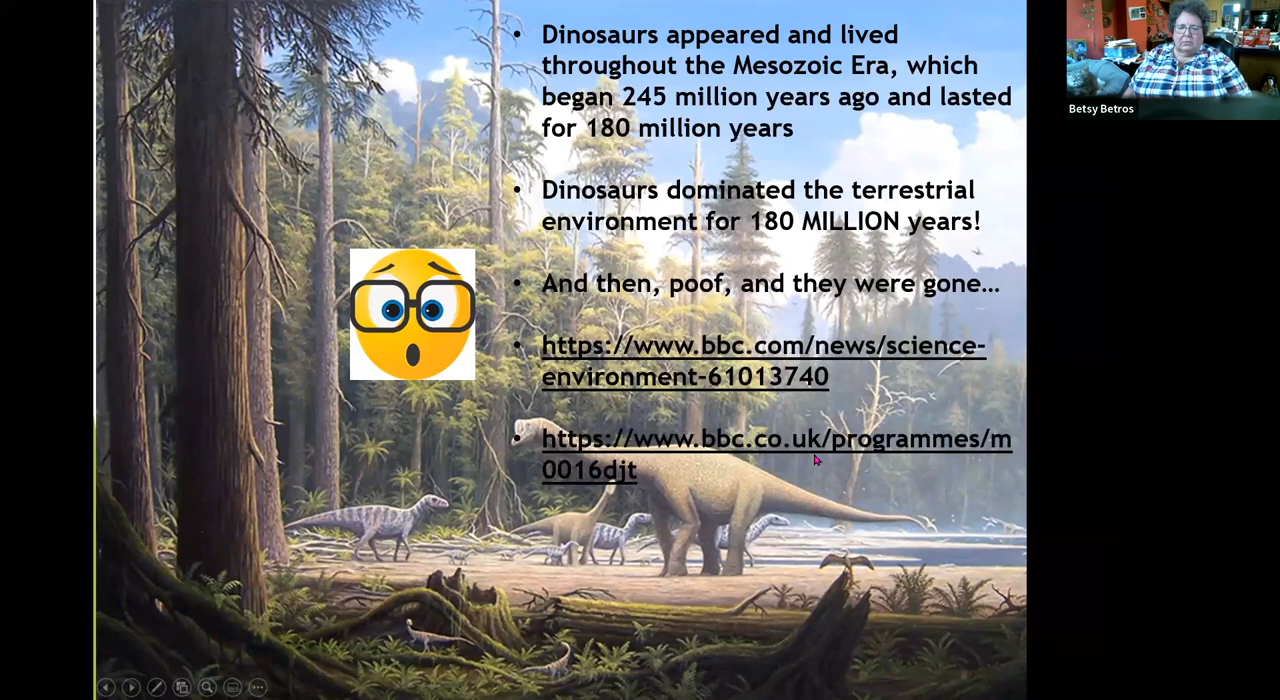 • Dinosaurs appeared and lived
throughout the Mesozoic Era, which
began 245 million years ago and lasted
for 180 million years
• Dinosaurs dominated the terrestrial
environment for 180 MILLION years!
• And then, poof, and they were gone…
• https://www.bbc.com/news/science-
environment-61013740
• https://www.bbc.co.uk/programmes/m
0016djt
Betsy Betros